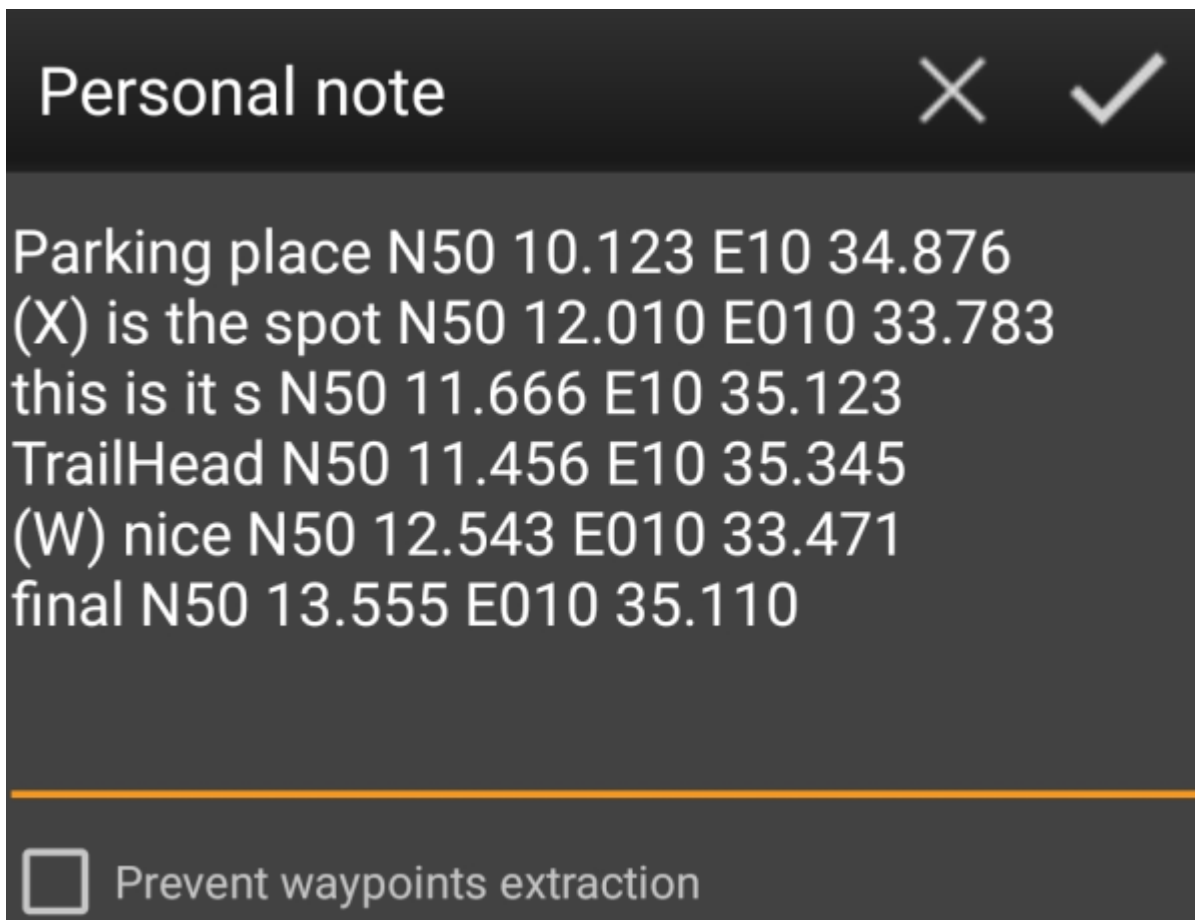 Personal note
Parking place N50 10.123 E10 34.876
(X) is the spot N50 12.010 E010 33.783
this is it s N50 11.666 E10 35.123
TrailHead N50 11.456 E10 35.345
(W) nice N50 12.543 E010 33.471
final N50 13.555 E010 35.110
Prevent waypoints extraction